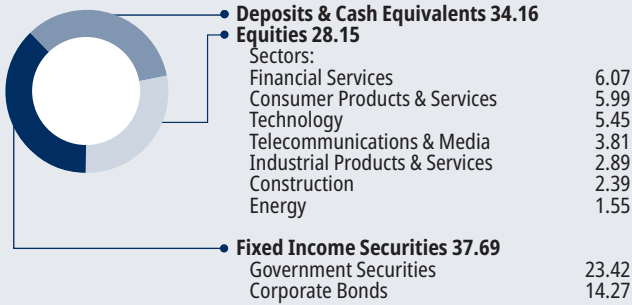 Deposits & Cash Equivalents 34.16
Equities 28.15
Sectors:
Financial Services 6.07
Consumer Products & Services 5.99
Technology 5.45
Telecommunications & Media 3.81
Industrial Products & Services 2.89
Construction 2.39
Energy 1.55
Fixed Income Securities 37.69
Government Securities 23.42
Corporate Bonds 14.27